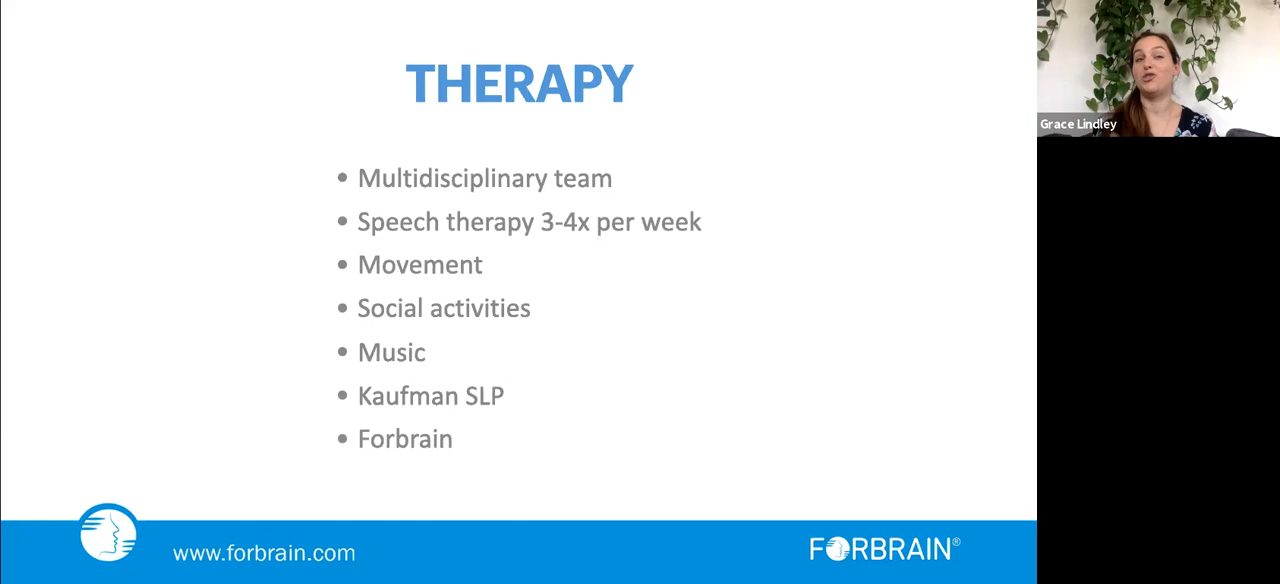 THERAPY
• Multidisciplinary team
• Speech therapy 3-4x per week
• Movement
• Social activities
• Music
• Kaufman SLP
• Forbrain
www.forbrain.com
FORBRAIN®
Grace Lindley